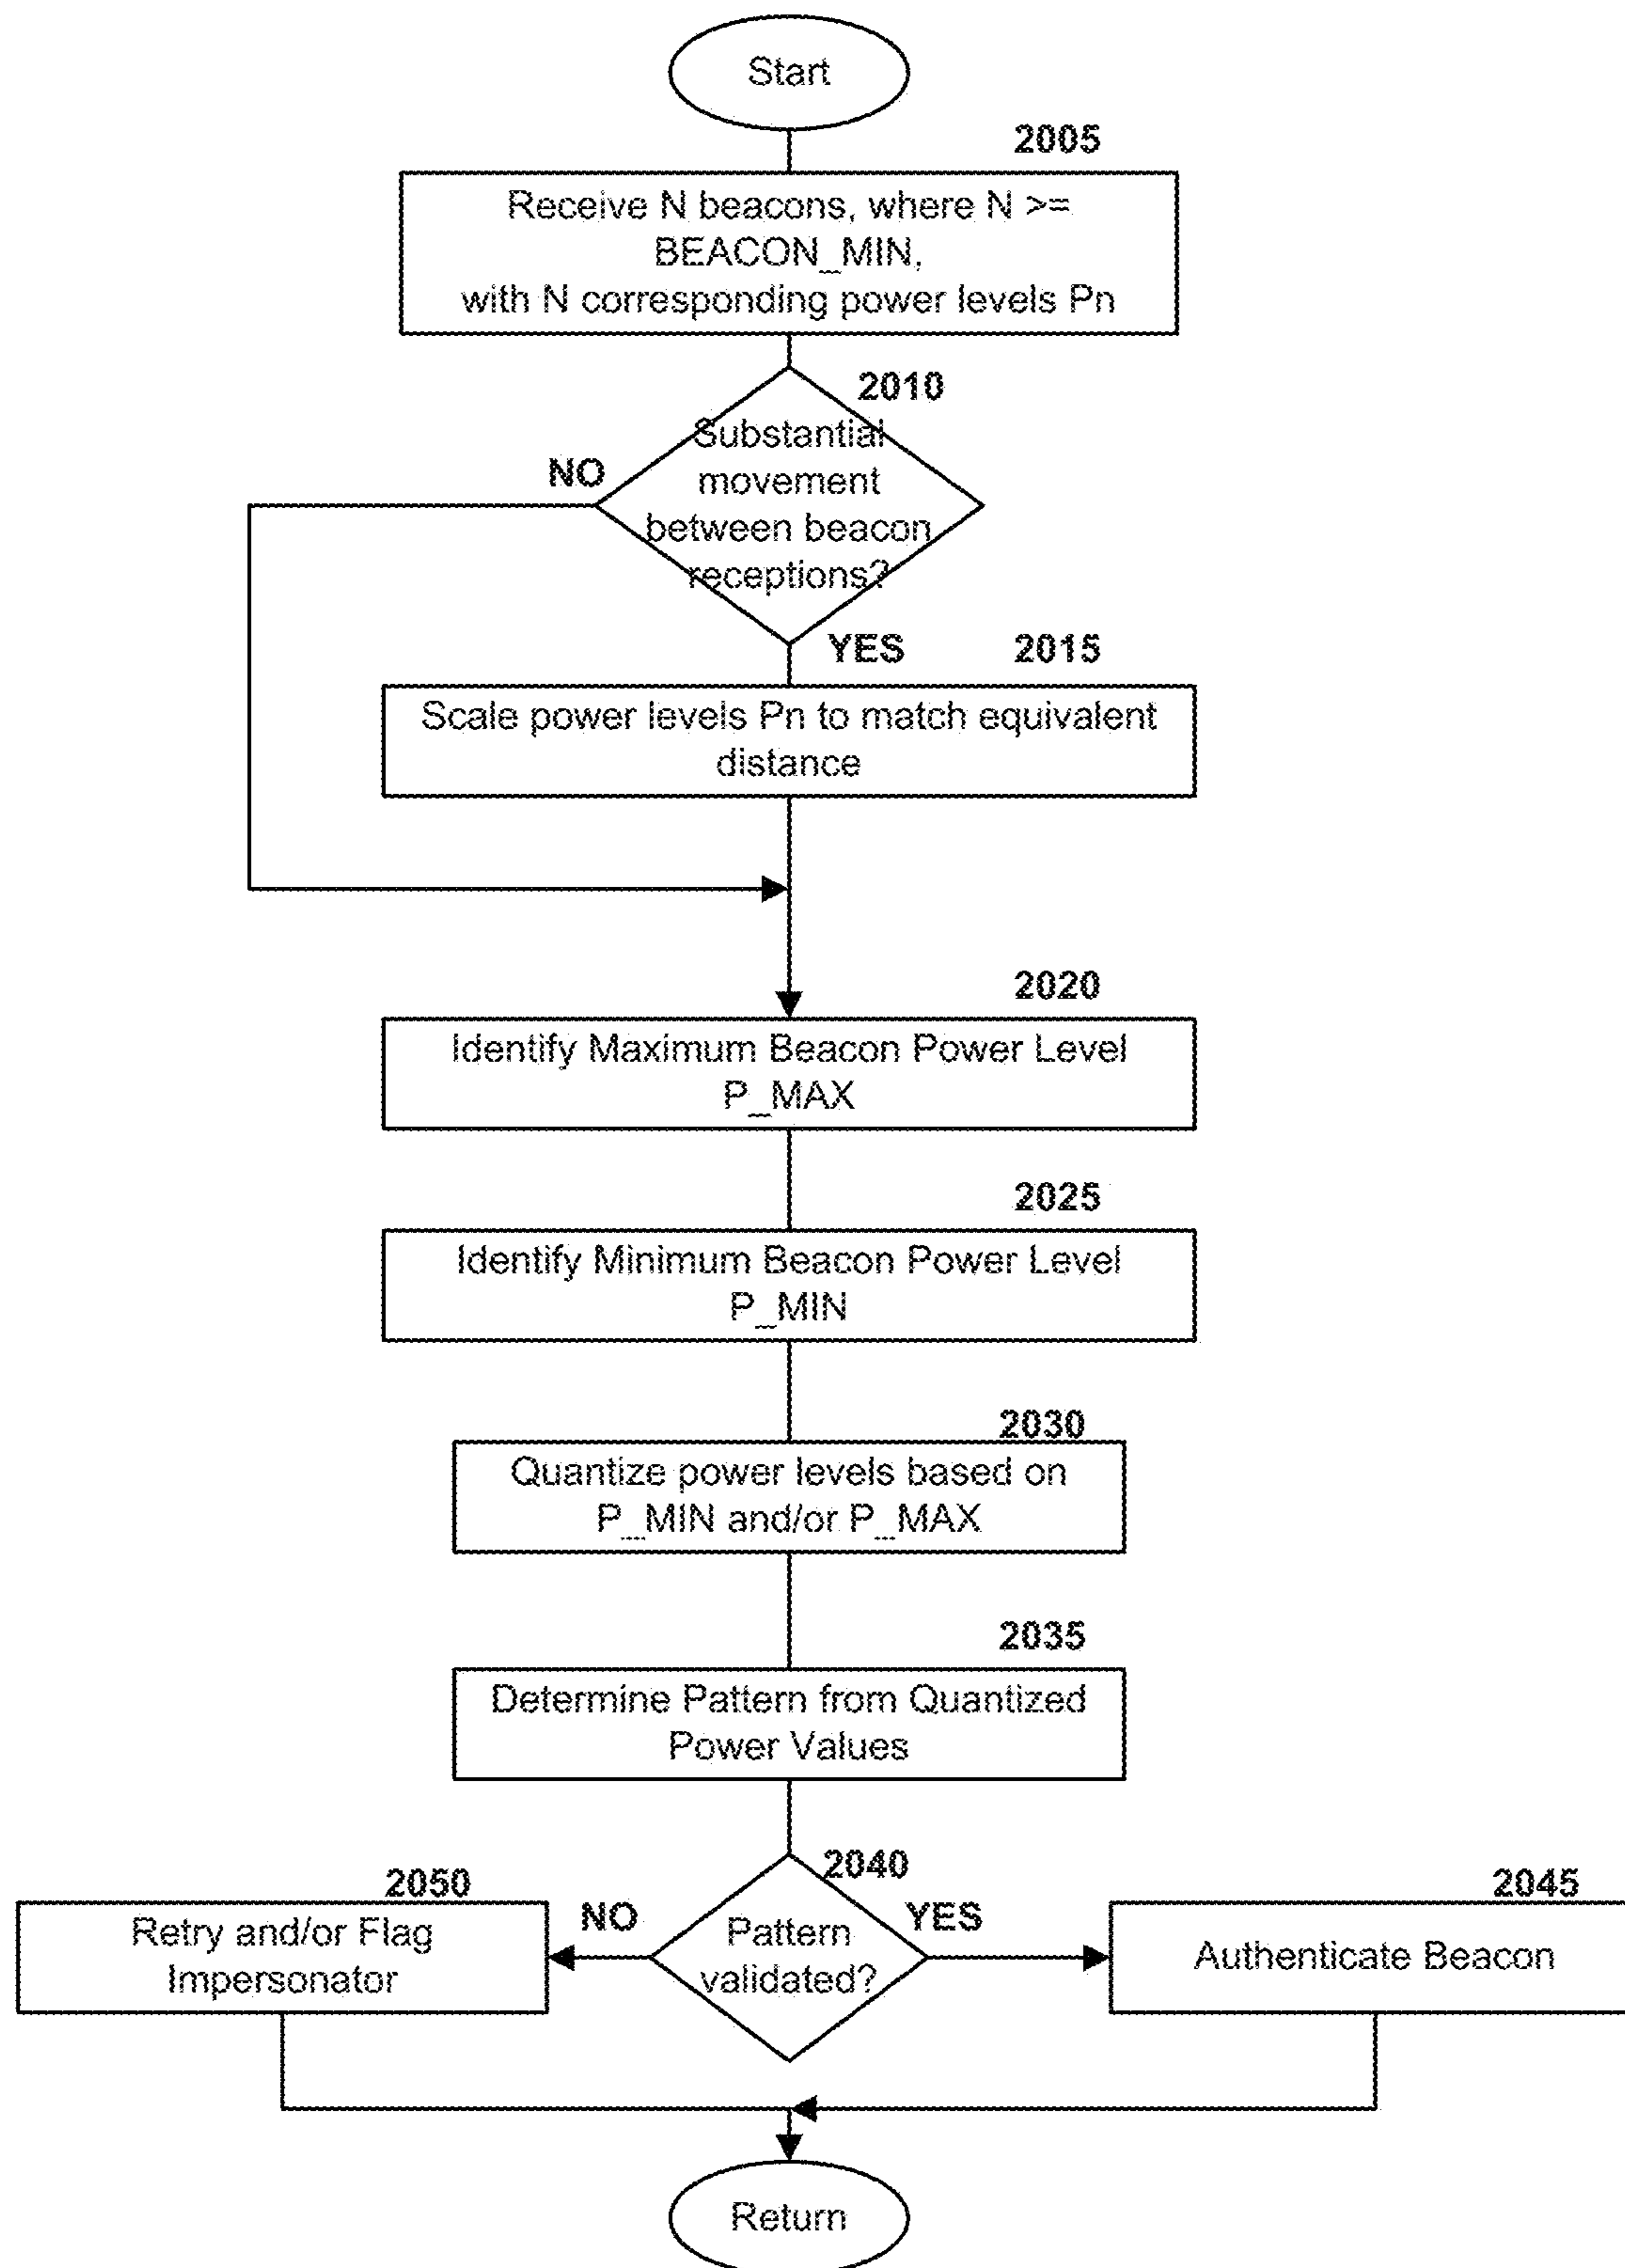 Start
2005
Receive N beacons, where N >=
BEACON_MIN,
with N corresponding power levels Pn
2010
Substantial
movement
between beacon
receptions?
NO
YES
2015
Scale power levels Pn to match equivalent
distance
2020
Identify Maximum Beacon Power Level
P_MAX
2025
Identify Minimum Beacon Power Level
P_MIN
2030
Quantize power levels based on
P_MIN and/or P_MAX
2035
Determine Pattern from Quantized
Power Values
2040
Pattern
validated?
NO
YES
2050
Retry and/or Flag
Impersonator
2045
Authenticate Beacon
Return